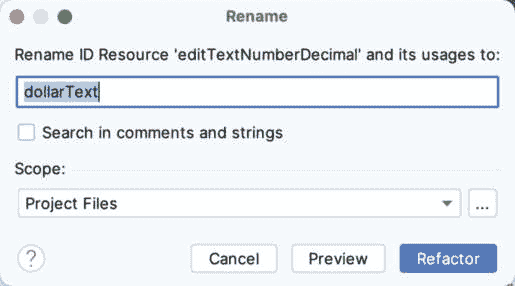 Rename
Rename ID Resource 'editTextNumberDecimal' and its usages to:
dollarText
Search in comments and strings
Scope:
Project Files
...
?
Cancel
Preview
Refactor